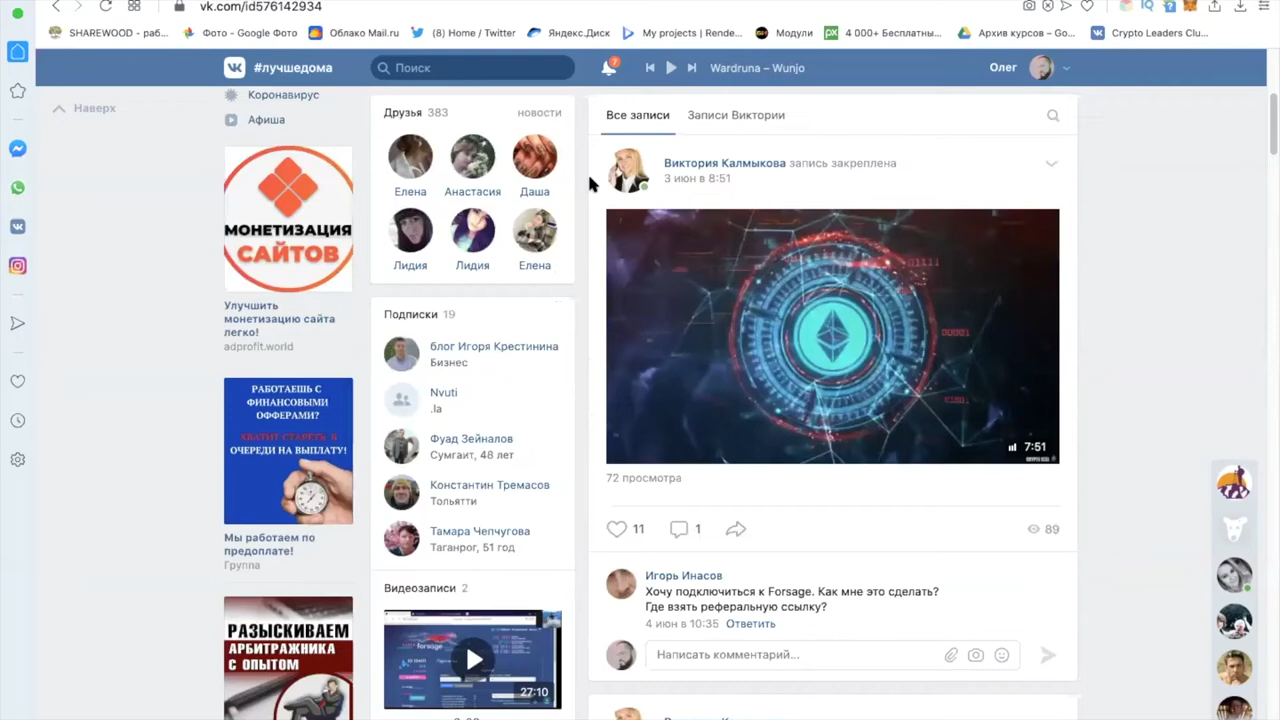 vk.com/id576142934
SHAREWOOD - раб...
Фото - Google Фото
Облако Mail.ru
(8) Home / Twitter
Яндекс.Диск
My projects | Rende...
Модули
4 000+ Бесплатны...
Архив курсов – Go...
Crypto Leaders Clu...
#лучшедома
Поиск
7
Wardruna – Wunjo
Олег
Наверх
Коронавирус
Афиша
МОНЕТИЗАЦИЯ
САЙТОВ
Улучшить
монетизацию сайта
легко!
adprofit.world
РАБОТАЕШЬ С
ФИНАНСОВЫМИ
ОФФЕРАМИ?
ХВАТИТ СТАРЕТЬ В
ОЧЕРЕДИ НА ВЫПЛАТУ!
Мы работаем по
предоплате!
Группа
РАЗЫСКИВАЕМ
АРБИТРАЖНИКА
С ОПЫТОМ
Друзья 383
новости
Елена
Анастасия
Даша
Лидия
Лидия
Елена
Подписки 19
блог Игоря Крестинина
Бизнес
Nvuti
.la
Фуад Зейналов
Сумгаит, 48 лет
Константин Тремасов
Тольятти
Тамара Чепчугова
Таганрог, 51 год
Видеозаписи 2
forsage
27:10
Все записи
Записи Виктории
Виктория Калмыкова запись закреплена
3 июн в 8:51
7:51
72 просмотра
11
1
89
Игорь Инасов
Хочу подключиться к Forsage. Как мне это сделать?
Где взять реферальную ссылку?
4 июн в 10:35 Ответить
Написать комментарий...